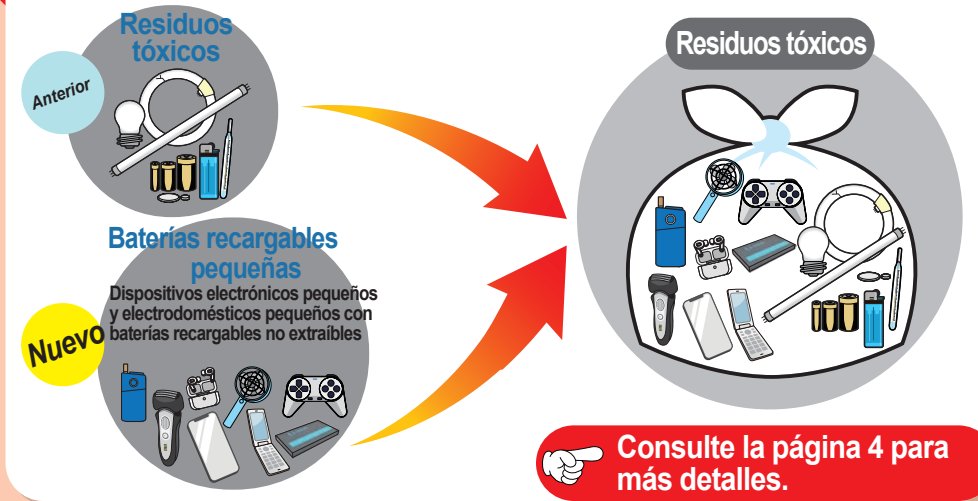 Residuos
tóxicos
Anterior
Baterías recargables
pequeñas
Dispositivos electrónicos pequeños
y electrodomésticos pequeños con
baterías recargables no extraíbles
Nuevo
Residuos tóxicos
Consulte la página 4 para
más detalles.